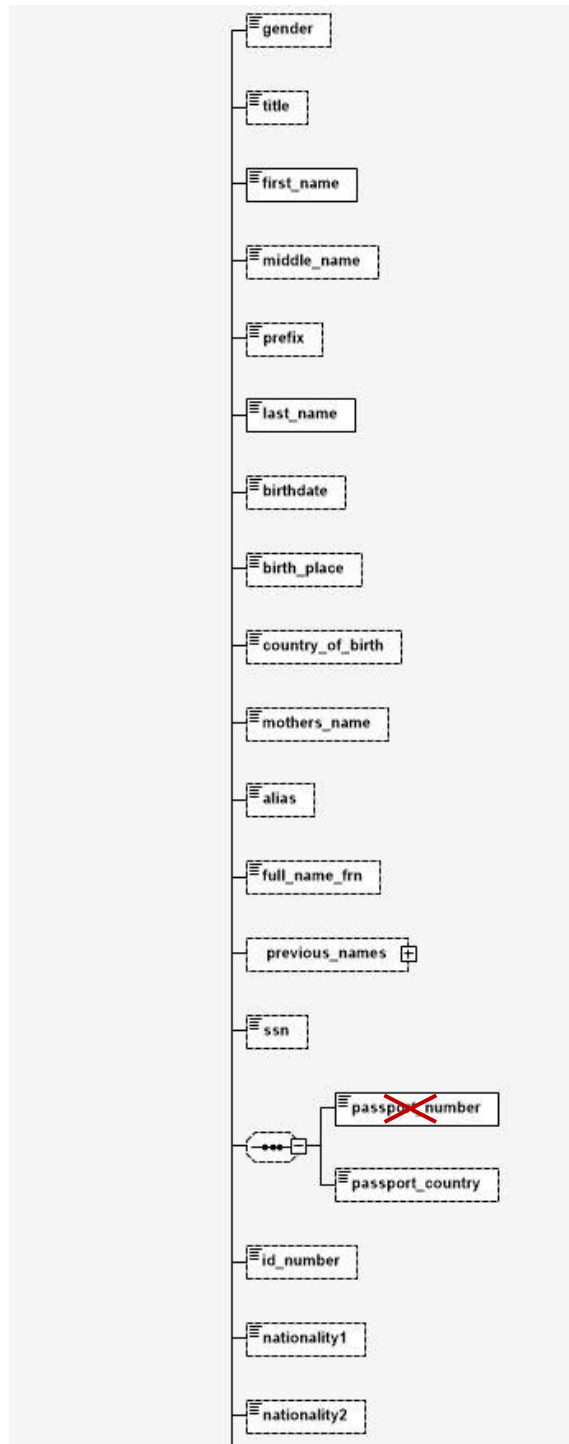 gender
title
first_name
middle_name
prefix
last_name
birthdate
birth_place
country_of_birth
mothers_name
alias
full_name_frn
previous_names
ssn
passport_number
passport_country
id_number
nationality1
nationality2